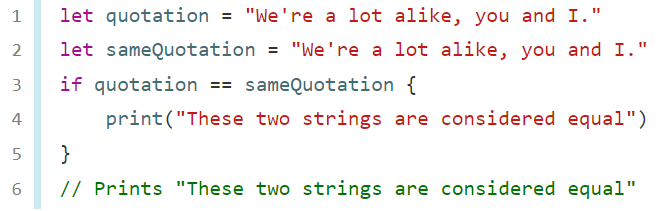 1 let quotation = "We're a lot alike, you and I."
2 let sameQuotation = "We're a lot alike, you and I."
3 if quotation == sameQuotation {
4     print("These two strings are considered equal")
5 }
6 // Prints "These two strings are considered equal"